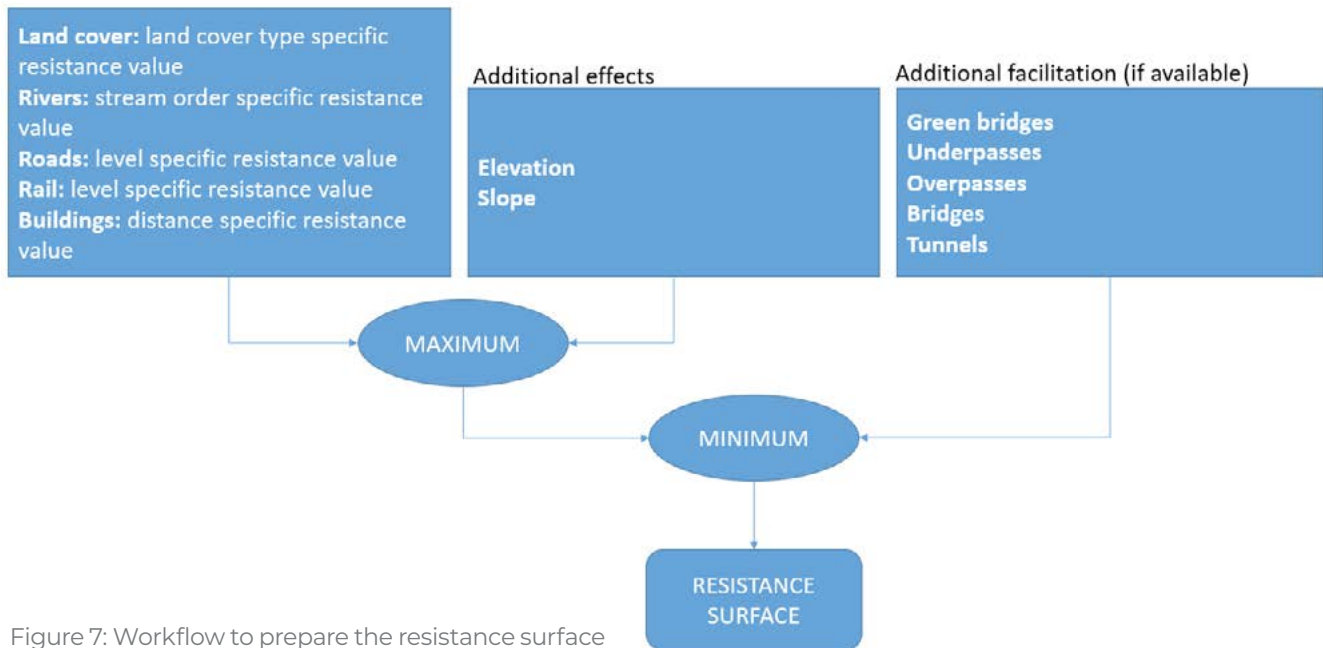 Land cover: land cover type specific
resistance value
Rivers: stream order specific resistance
value
Roads: level specific resistance value
Rail: level specific resistance value
Buildings: distance specific resistance
value
Additional effects
Elevation
Slope
Additional facilitation (if available)
Green bridges
Underpasses
Overpasses
Bridges
Tunnels
MAXIMUM
MINIMUM
RESISTANCE
SURFACE
Figure 7: Workflow to prepare the resistance surface